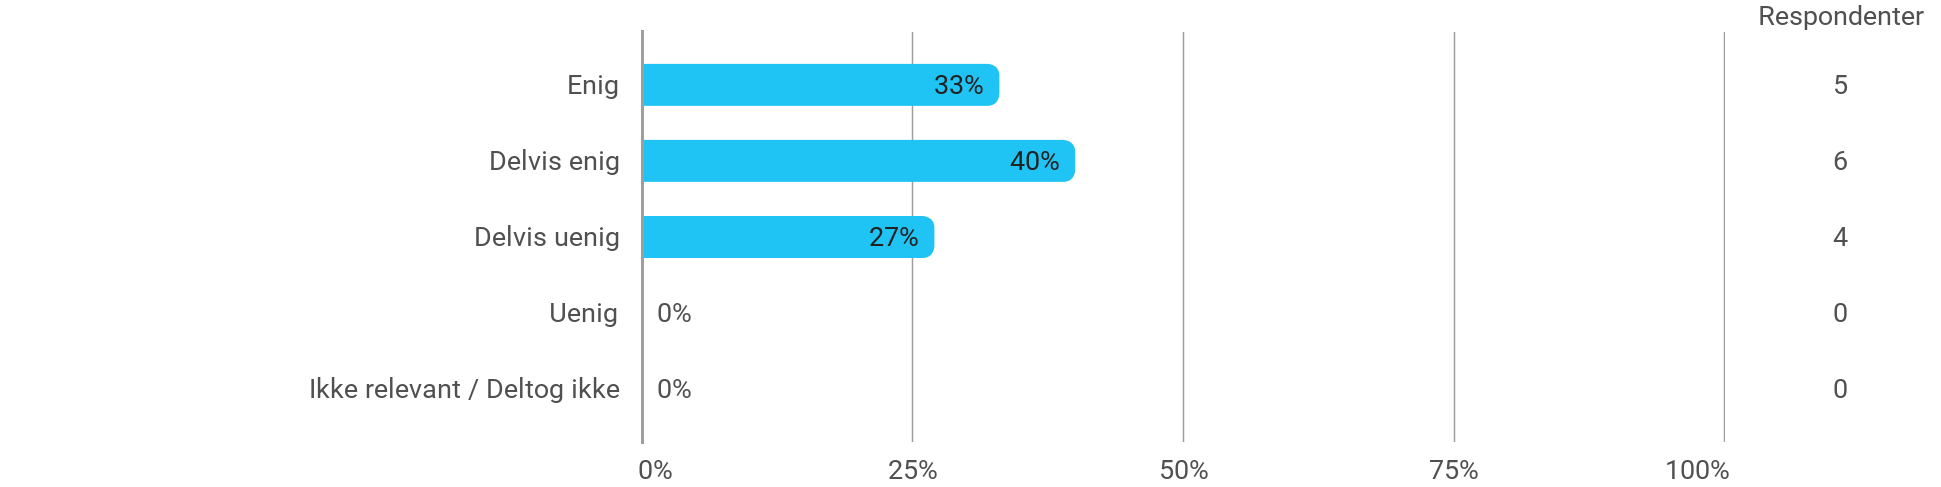 Respondenter
Enig 33% 5
Delvis enig 40% 6
Delvis uenig 27% 4
Uenig 0% 0
Ikke relevant / Deltog ikke 0% 0
0% 25% 50% 75% 100%